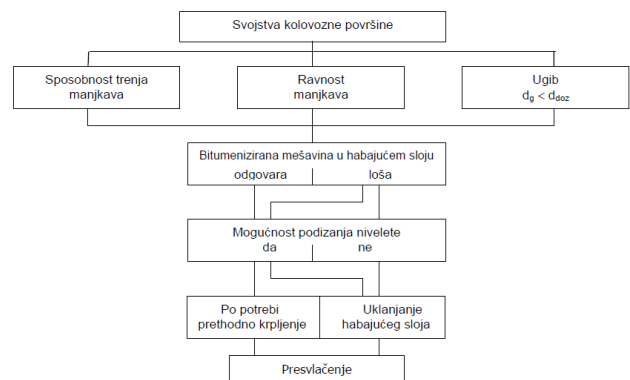 Svojstva kolovozne površine
Sposobnost trenja
manjkava
Ravnost
manjkava
Ugib
dg < ddoz
Bitumenizirana mešavina u habajućem sloju
odgovara
loša
Mogućnost podizanja nivelete
da
ne
Po potrebi
prethodno krpljenje
Uklanjanje
habajućeg sloja
Presvlačenje